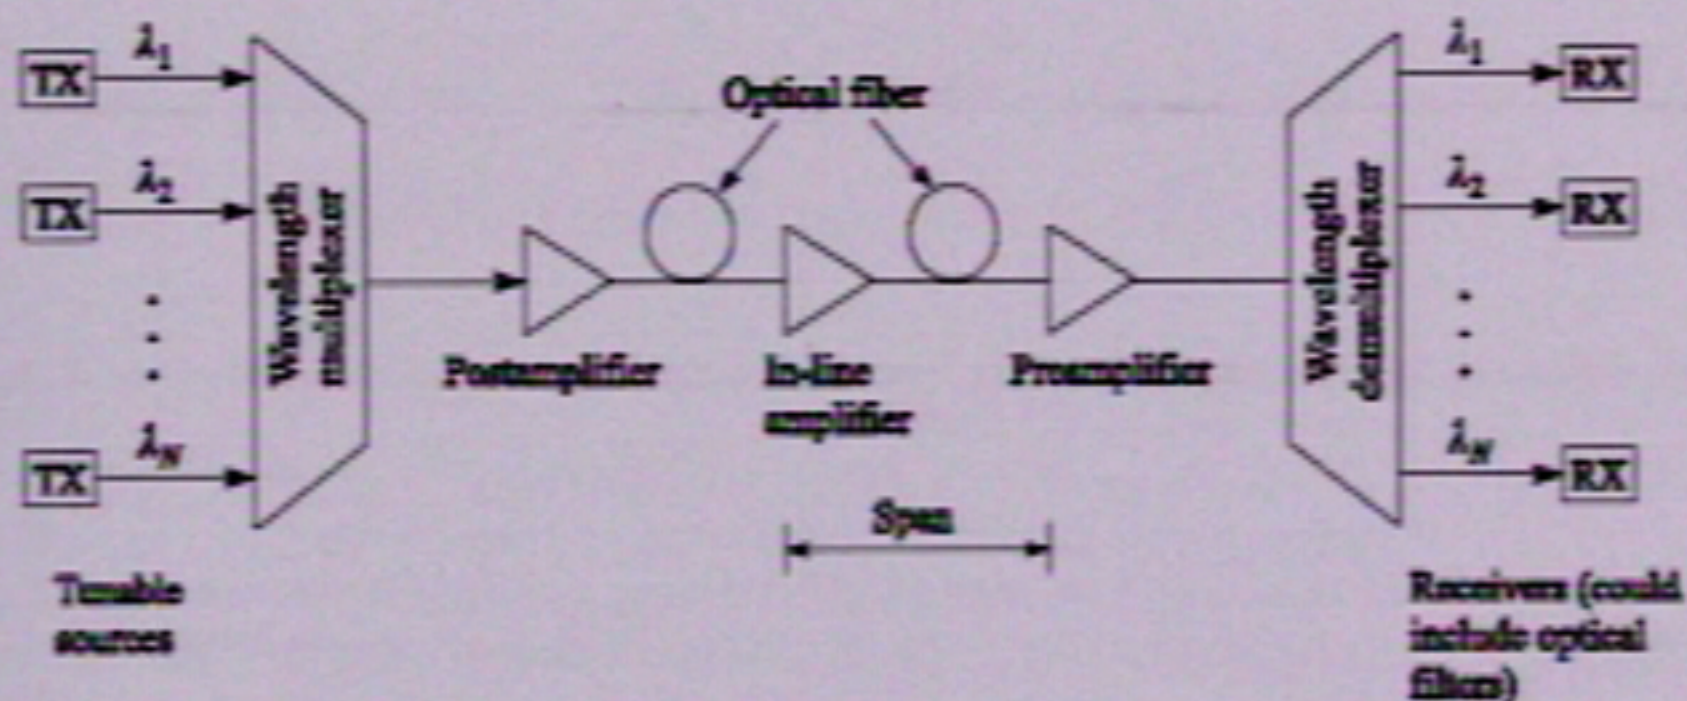 TX
λ1
TX
λ2
TX
λN
Tunable
sources
Wavelength
multiplexer
Optical fiber
Postamplifier
In-line
amplifier
Preamplifier
Span
Wavelength
demultiplexer
λ1
RX
λ2
RX
λN
RX
Receivers (could
include optical
filters)